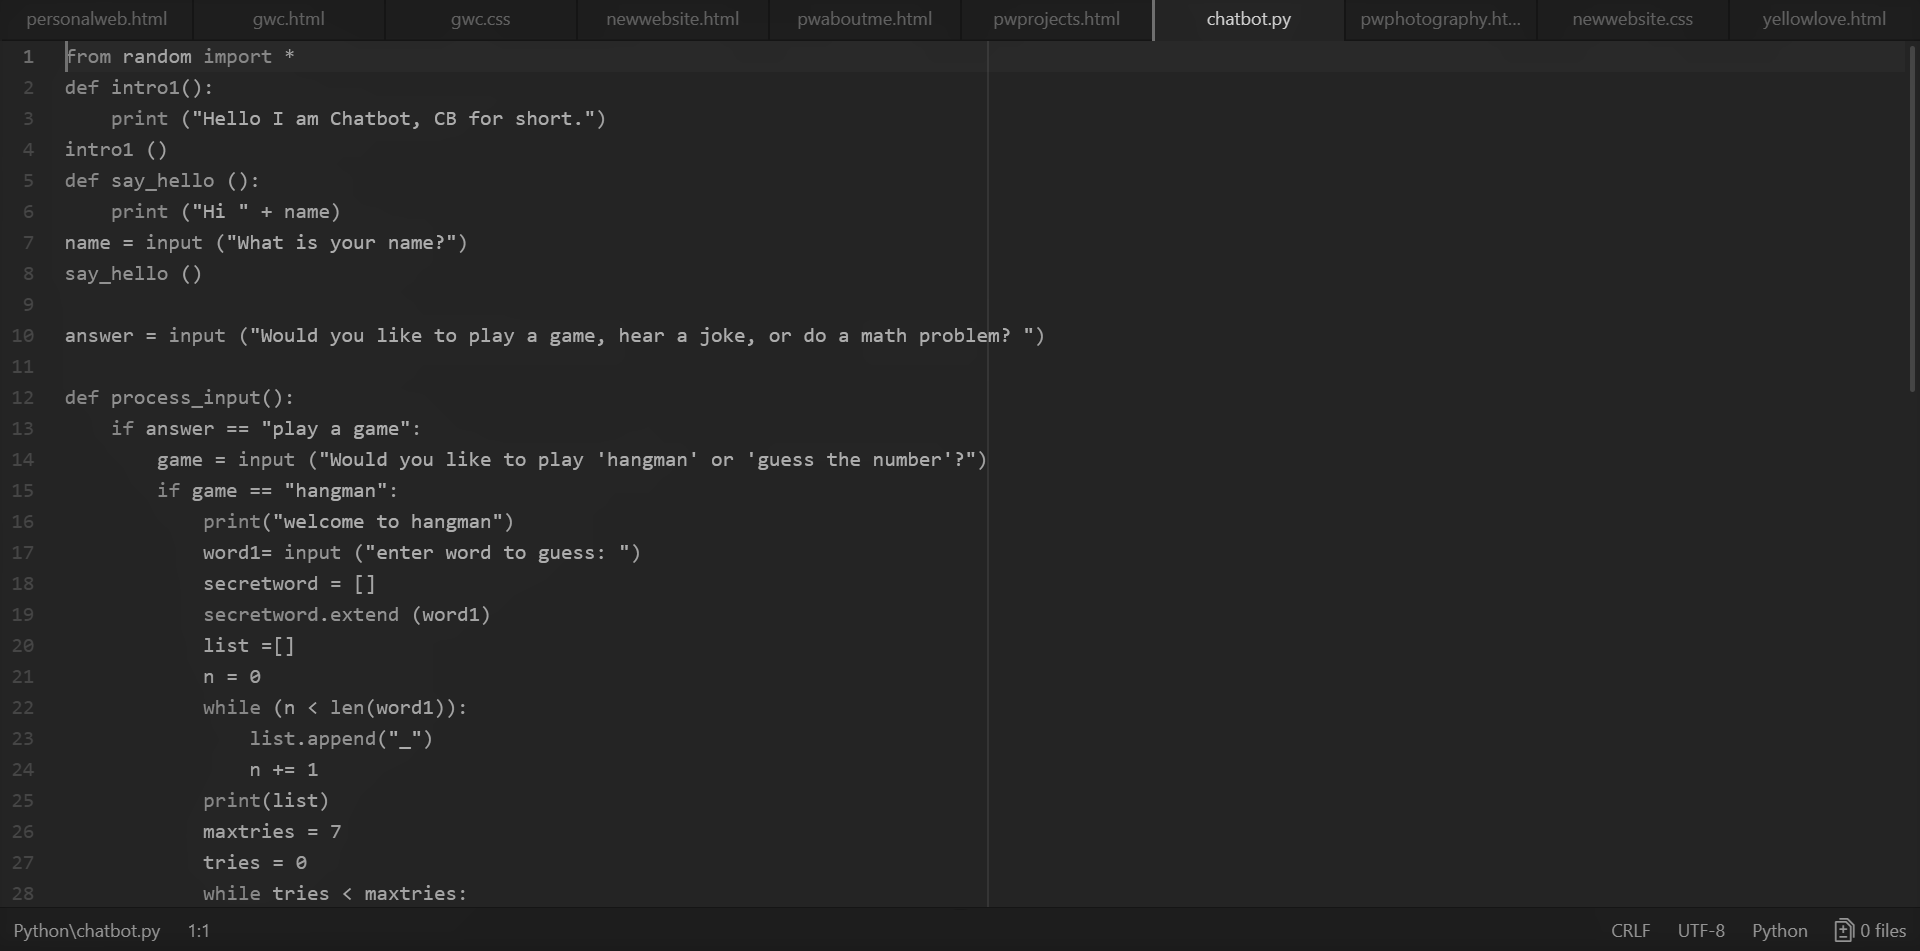 personalweb.html gwc.html gwc.css newwebsite.html pwaboutme.html pwprojects.html chatbot.py pwphotography.ht... newwebsite.css yellowlove.html
1 from random import *
2 def intro1():
3     print ("Hello I am Chatbot, CB for short.")
4 intro1 ()
5 def say_hello ():
6     print ("Hi " + name)
7 name = input ("What is your name?")
8 say_hello ()
9
10 answer = input ("Would you like to play a game, hear a joke, or do a math problem? ")
11
12 def process_input():
13     if answer == "play a game":
14         game = input ("Would you like to play 'hangman' or 'guess the number'?")
15         if game == "hangman":
16             print("welcome to hangman")
17             word1= input ("enter word to guess: ")
18             secretword = []
19             secretword.extend (word1)
20             list =[]
21             n = 0
22             while (n < len(word1)):
23                 list.append("_")
24                 n += 1
25             print(list)
26             maxtries = 7
27             tries = 0
28             while tries < maxtries:
Python\chatbot.py 1:1 CRLF UTF-8 Python 0 files